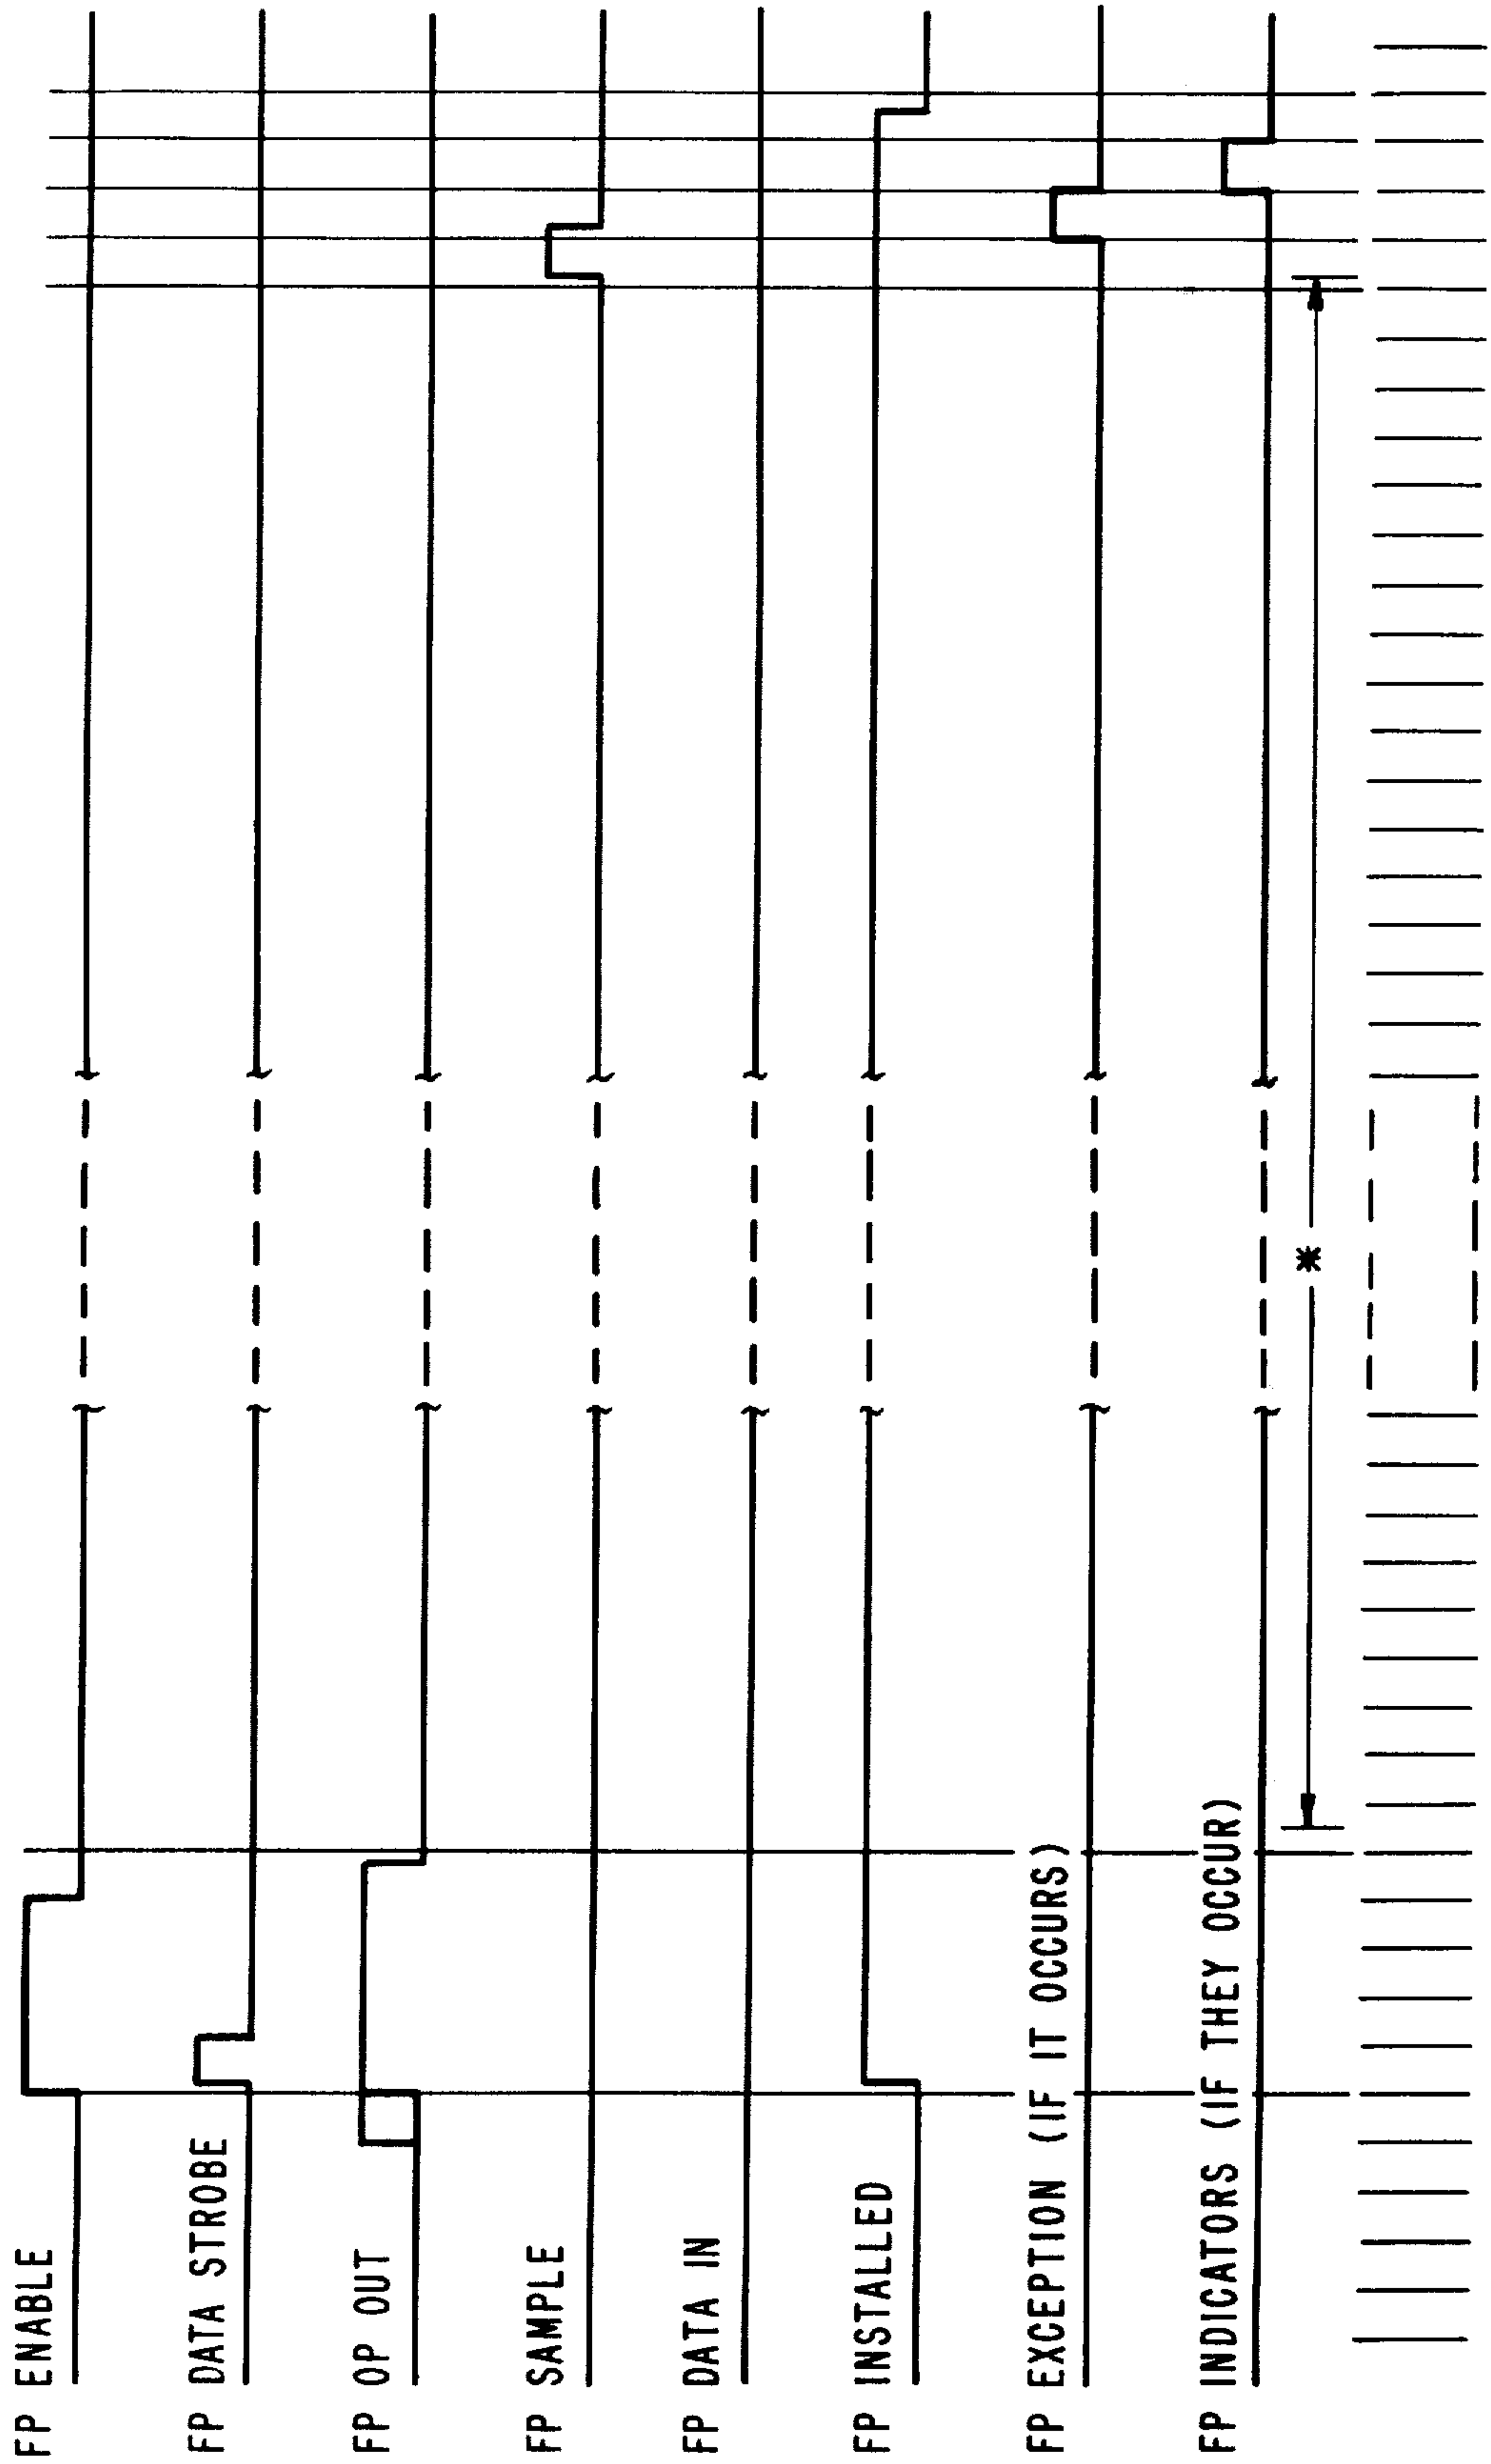 FP ENABLE
FP DATA STROBE
FP OP OUT
FP SAMPLE
FP DATA IN
FP INSTALLED
FP EXCEPTION (IF IT OCCURS)
FP INDICATORS (IF THEY OCCUR)
*